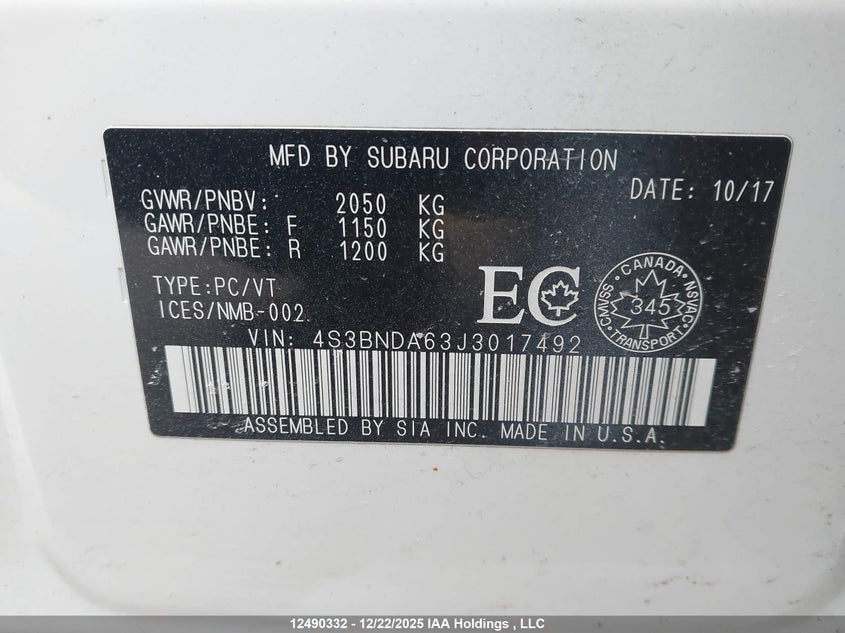 MFD BY SUBARU CORPORATION
DATE: 10/17
GVWR/PNBV: 2050 KG
GAWR/PNBE: F 1150 KG
GAWR/PNBE: R 1200 KG
TYPE:PC/VT
ICES/NMB-002
EC
CANADA
CMVSS
NSVAC
345
TRANSPORT
VIN: 4S3BNDA63J3017492
ASSEMBLED BY SIA INC. MADE IN U.S.A.
12490332 - 12/22/2025 IAA Holdings , LLC